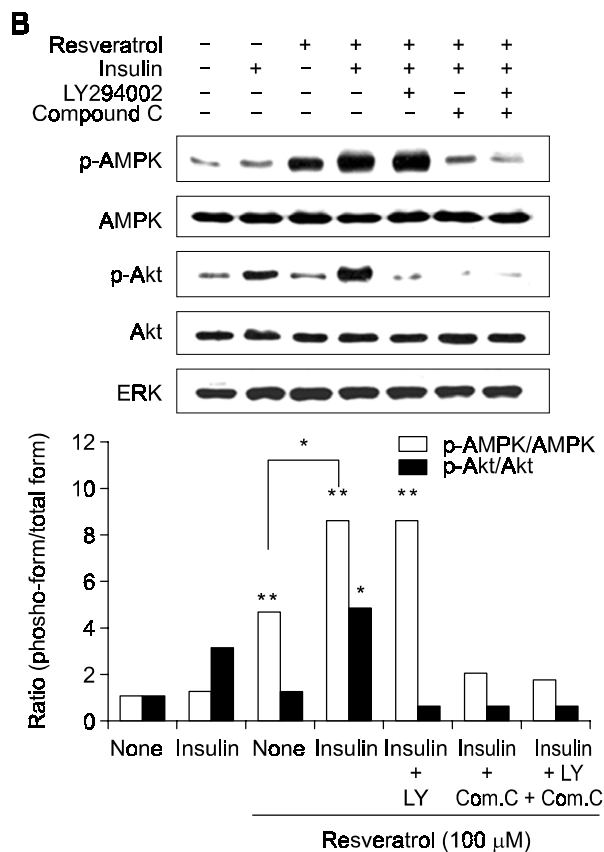 B
Resveratrol – – + + + + +
Insulin – + – + + + +
LY294002 – – – – + – +
Compound C – – – – – + +
p-AMPK
AMPK
p-Akt
Akt
ERK
Ratio (phosho-form/total form)
12
10
8
6
4
2
0
p-AMPK/AMPK
p-Akt/Akt
*
** **
*
**
None Insulin None Insulin Insulin Insulin Insulin
+ + + LY
LY Com.C + Com.C
Resveratrol (100 μM)